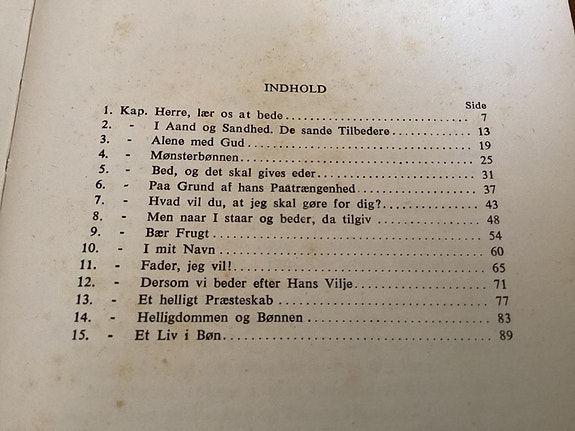 INDHOLD
Side
1. Kap. Herre, lær os at bede........................ 7
2. - I Aand og Sandhed. De sande Tilbedere............ 13
3. - Alene med Gud.............................. 19
4. - Mønsterbønnen.............................. 25
5. - Bed, og det skal gives eder.................. 31
6. - Paa Grund af hans Paatrængenhed.............. 37
7. - Hvad vil du, at jeg skal gøre for dig?........ 43
8. - Men naar I staar og beder, da tilgiv.......... 48
9. - Bær Frugt.................................. 54
10. - I mit Navn................................ 60
11. - Fader, jeg vil!............................ 65
12. - Dersom vi beder efter Hans Vilje.............. 71
13. - Et helligt Præsteskab........................ 77
14. - Helligdommen og Bønnen...................... 83
15. - Et Liv i Bøn................................ 89